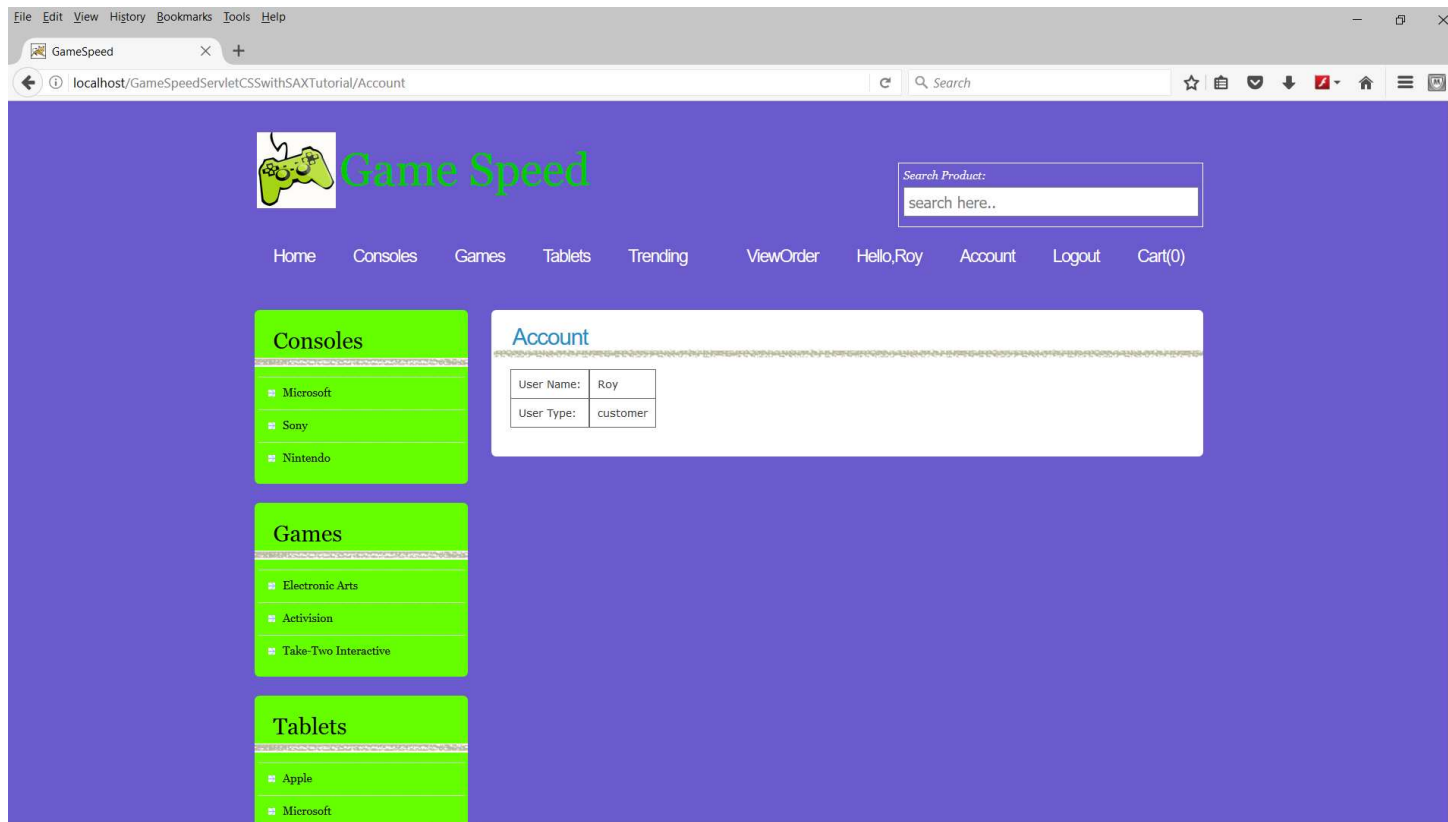 File Edit View History Bookmarks Tools Help
GameSpeed
localhost/GameSpeedServletCSSwithSAXTutorial/Account
Search
Game Speed
Search Product:
search here..
Home Consoles Games Tablets Trending ViewOrder Hello,Roy Account Logout Cart(0)
Consoles
Microsoft
Sony
Nintendo
Games
Electronic Arts
Activision
Take-Two Interactive
Tablets
Apple
Microsoft
Account
User Name: Roy
User Type: customer